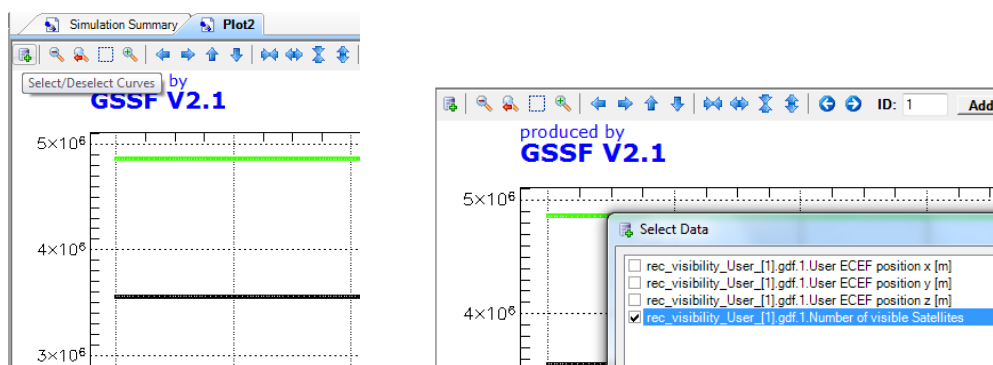 Simulation Summary Plot2
Select/Deselect Curves by
GSSF V2.1
5×10⁶
4×10⁶
3×10⁶
ID: 1 Add
produced by
GSSF V2.1
5×10⁶
4×10⁶
Select Data
rec_visibility_User_[1].gdf.1.User ECEF position x [m]
rec_visibility_User_[1].gdf.1.User ECEF position y [m]
rec_visibility_User_[1].gdf.1.User ECEF position z [m]
rec_visibility_User_[1].gdf.1.Number of visible Satellites